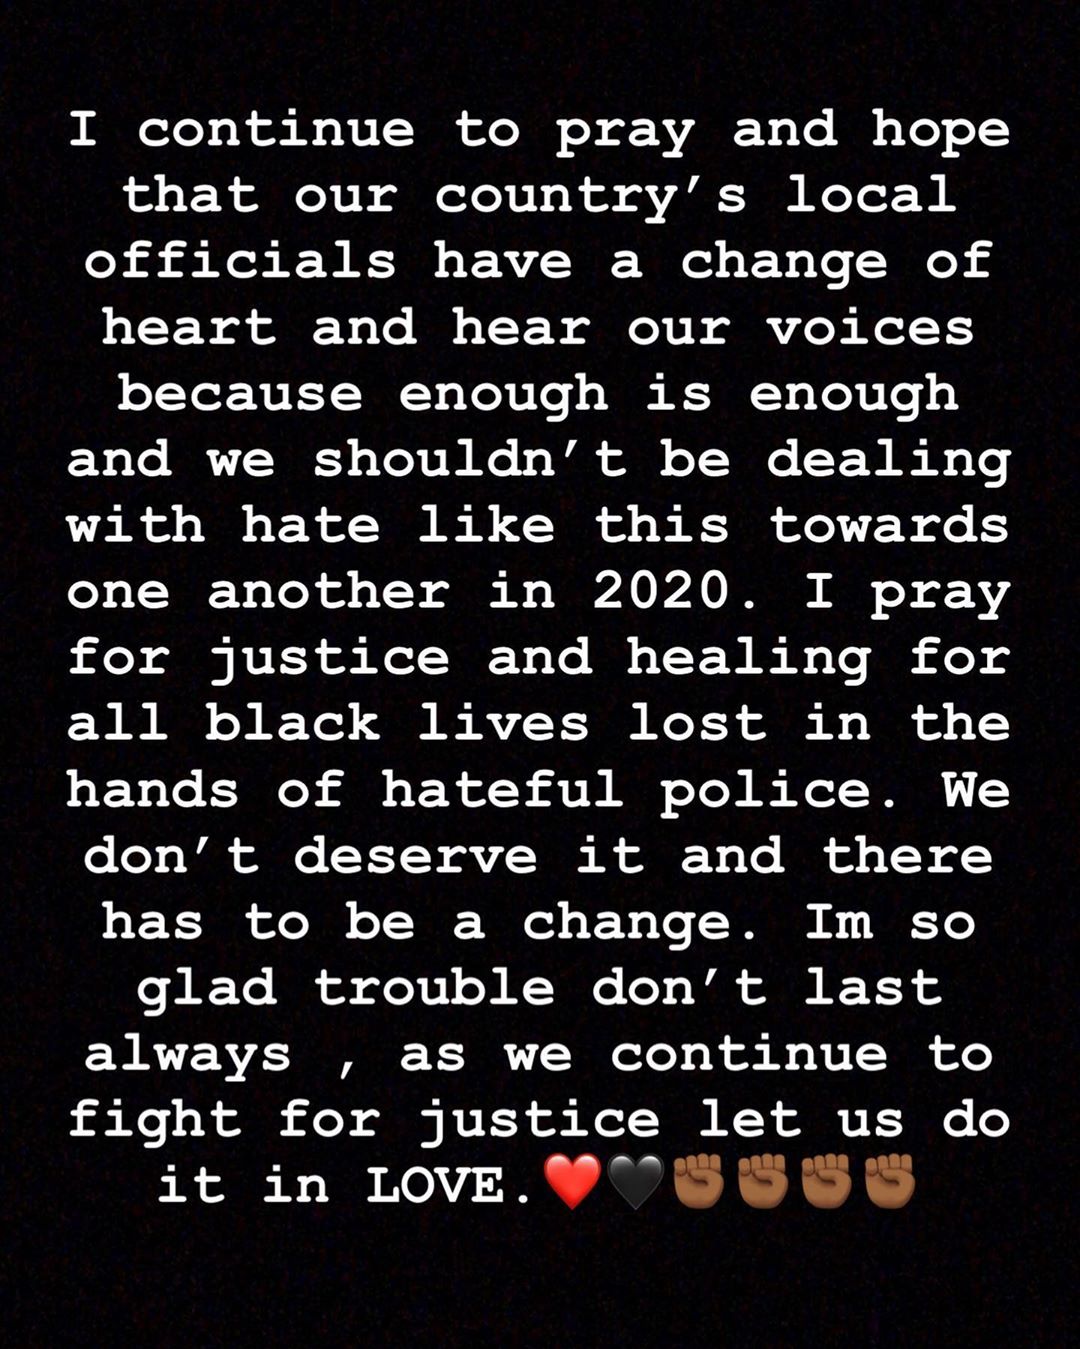 I continue to pray and hope
that our country’s local
officials have a change of
heart and hear our voices
because enough is enough
and we shouldn’t be dealing
with hate like this towards
one another in 2020. I pray
for justice and healing for
all black lives lost in the
hands of hateful police. We
don’t deserve it and there
has to be a change. Im so
glad trouble don’t last
always , as we continue to
fight for justice let us do
it in LOVE.❤️🖤✊🏾✊🏾✊🏾✊🏾